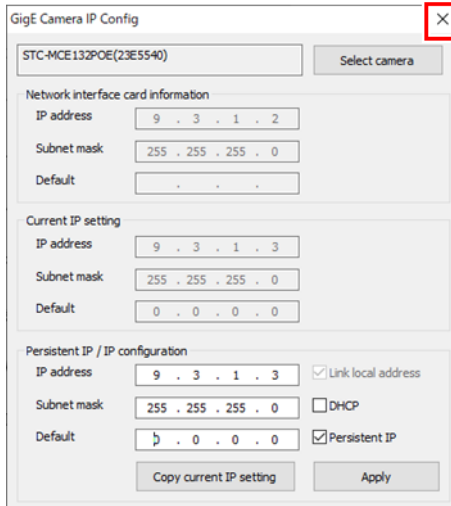 GigE Camera IP Config
STC-MCE132POE(23E5540)
Select camera
Network interface card information
IP address 9 . 3 . 1 . 2
Subnet mask 255 . 255 . 255 . 0
Default . . .
Current IP setting
IP address 9 . 3 . 1 . 3
Subnet mask 255 . 255 . 255 . 0
Default 0 . 0 . 0 . 0
Persistent IP / IP configuration
IP address 9 . 3 . 1 . 3 Link local address
Subnet mask 255 . 255 . 255 . 0 DHCP
Default 0 . 0 . 0 . 0 Persistent IP
Copy current IP setting Apply